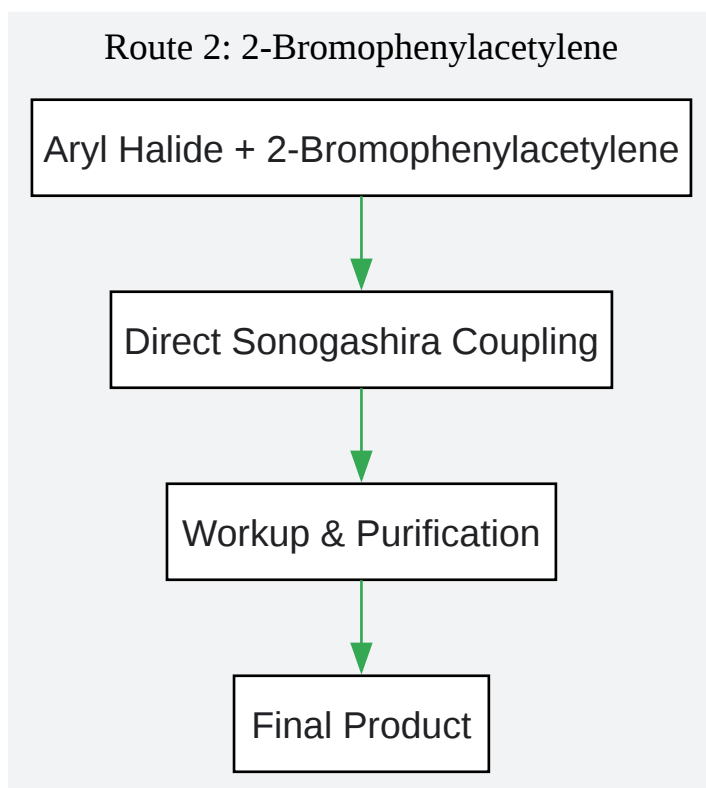 Route 2: 2-Bromophenylacetylene
Aryl Halide + 2-Bromophenylacetylene
Direct Sonogashira Coupling
Workup & Purification
Final Product